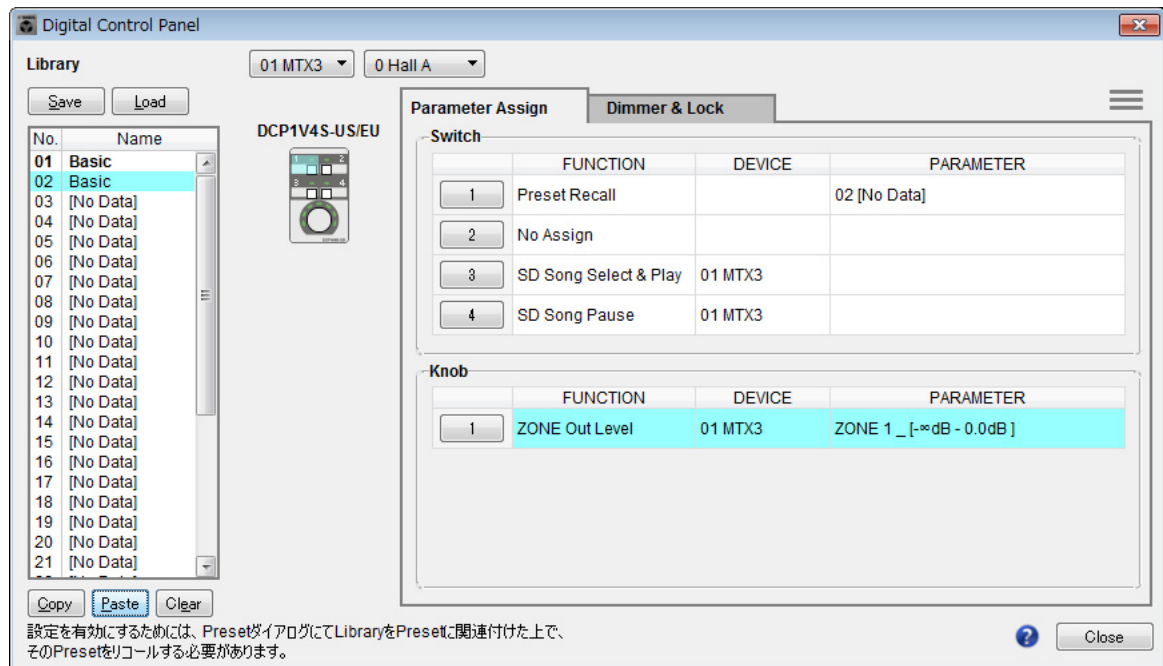 Digital Control Panel
Library
01 MTX3
0 Hall A
Save
Load
No. Name
01 Basic
02 Basic
03 [No Data]
04 [No Data]
05 [No Data]
06 [No Data]
07 [No Data]
08 [No Data]
09 [No Data]
10 [No Data]
11 [No Data]
12 [No Data]
13 [No Data]
14 [No Data]
15 [No Data]
16 [No Data]
17 [No Data]
18 [No Data]
19 [No Data]
20 [No Data]
21 [No Data]
Copy
Paste
Clear
DCP1V4S-US/EU
1 - - 2
3 - - 4
Parameter Assign
Dimmer & Lock
Switch
FUNCTION DEVICE PARAMETER
1 Preset Recall 02 [No Data]
2 No Assign
3 SD Song Select & Play 01 MTX3
4 SD Song Pause 01 MTX3
Knob
FUNCTION DEVICE PARAMETER
1 ZONE Out Level 01 MTX3 ZONE 1 _ [-∞dB - 0.0dB ]
設定を有効にするためには、PresetダイアログにてLibraryをPresetに関連付けた上で、
そのPresetをリコールする必要があります。
?
Close